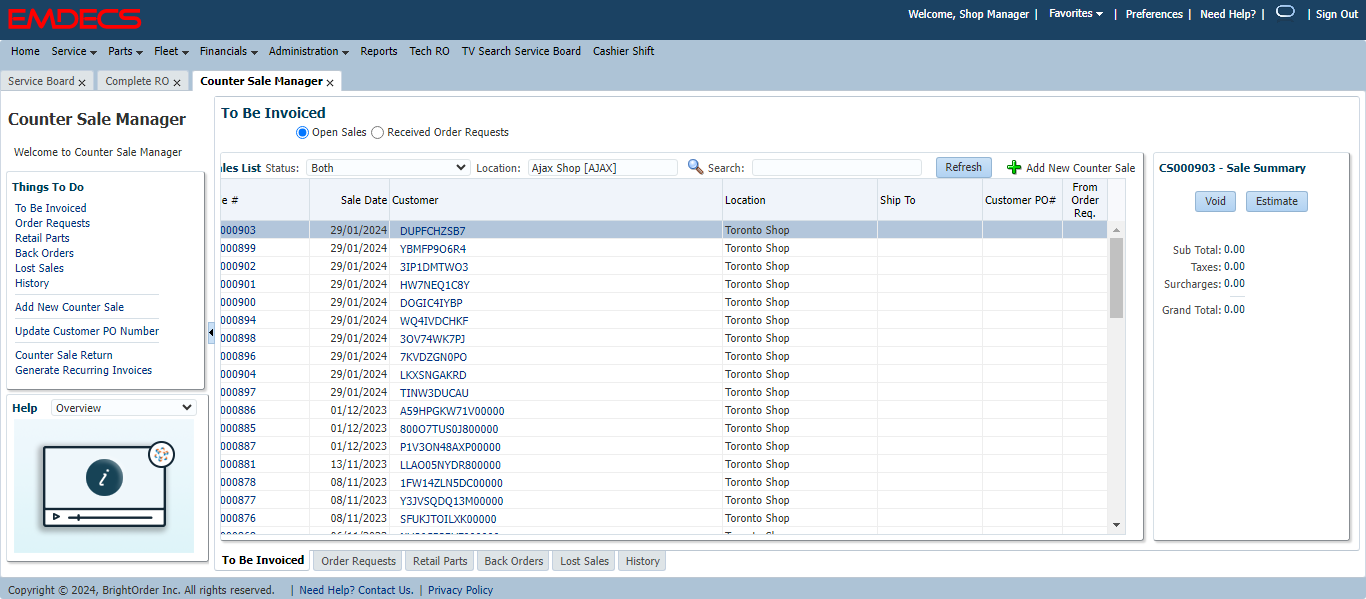 EMDECS
Welcome, Shop Manager | Favorites | Preferences | Need Help? | | Sign Out
Home Service Parts Fleet Financials Administration Reports Tech RO TV Search Service Board Cashier Shift
Service Board x Complete RO x Counter Sale Manager x
Counter Sale Manager
Welcome to Counter Sale Manager
Things To Do
To Be Invoiced
Order Requests
Retail Parts
Back Orders
Lost Sales
History
Add New Counter Sale
Update Customer PO Number
Counter Sale Return
Generate Recurring Invoices
Help Overview
i
To Be Invoiced
Open Sales Received Order Requests
ales List Status: Both Location: Ajax Shop [AJAX] Search: Refresh Add New Counter Sale
e # Sale Date Customer Location Ship To Customer PO# From Order Req.
000903 29/01/2024 DUPFCHZSB7 Toronto Shop
000899 29/01/2024 YBMFP9O6R4 Toronto Shop
000902 29/01/2024 3IP1DMTWO3 Toronto Shop
000901 29/01/2024 HW7NEQ1C8Y Toronto Shop
000900 29/01/2024 DOGIC4IYBP Toronto Shop
000894 29/01/2024 WQ4IVDCHKF Toronto Shop
000898 29/01/2024 3OV74WK7PJ Toronto Shop
000896 29/01/2024 7KVDZGN0PO Toronto Shop
000904 29/01/2024 LKXSNGAKRD Toronto Shop
000897 29/01/2024 TINW3DUCAU Toronto Shop
000886 01/12/2023 A59HPGKW71V00000 Toronto Shop
000885 01/12/2023 800O7TUS0J800000 Toronto Shop
000887 01/12/2023 P1V3ON48AXP00000 Toronto Shop
000881 13/11/2023 LLAO05NYDR800000 Toronto Shop
000878 08/11/2023 1FW14ZLN5DC00000 Toronto Shop
000877 08/11/2023 Y3JVSQDQ13M00000 Toronto Shop
000876 08/11/2023 SFUKJTOILXK00000 Toronto Shop
CS000903 - Sale Summary
Void Estimate
Sub Total: 0.00
Taxes: 0.00
Surcharges: 0.00
Grand Total: 0.00
To Be Invoiced Order Requests Retail Parts Back Orders Lost Sales History
Copyright © 2024, BrightOrder Inc. All rights reserved. | Need Help? Contact Us. | Privacy Policy